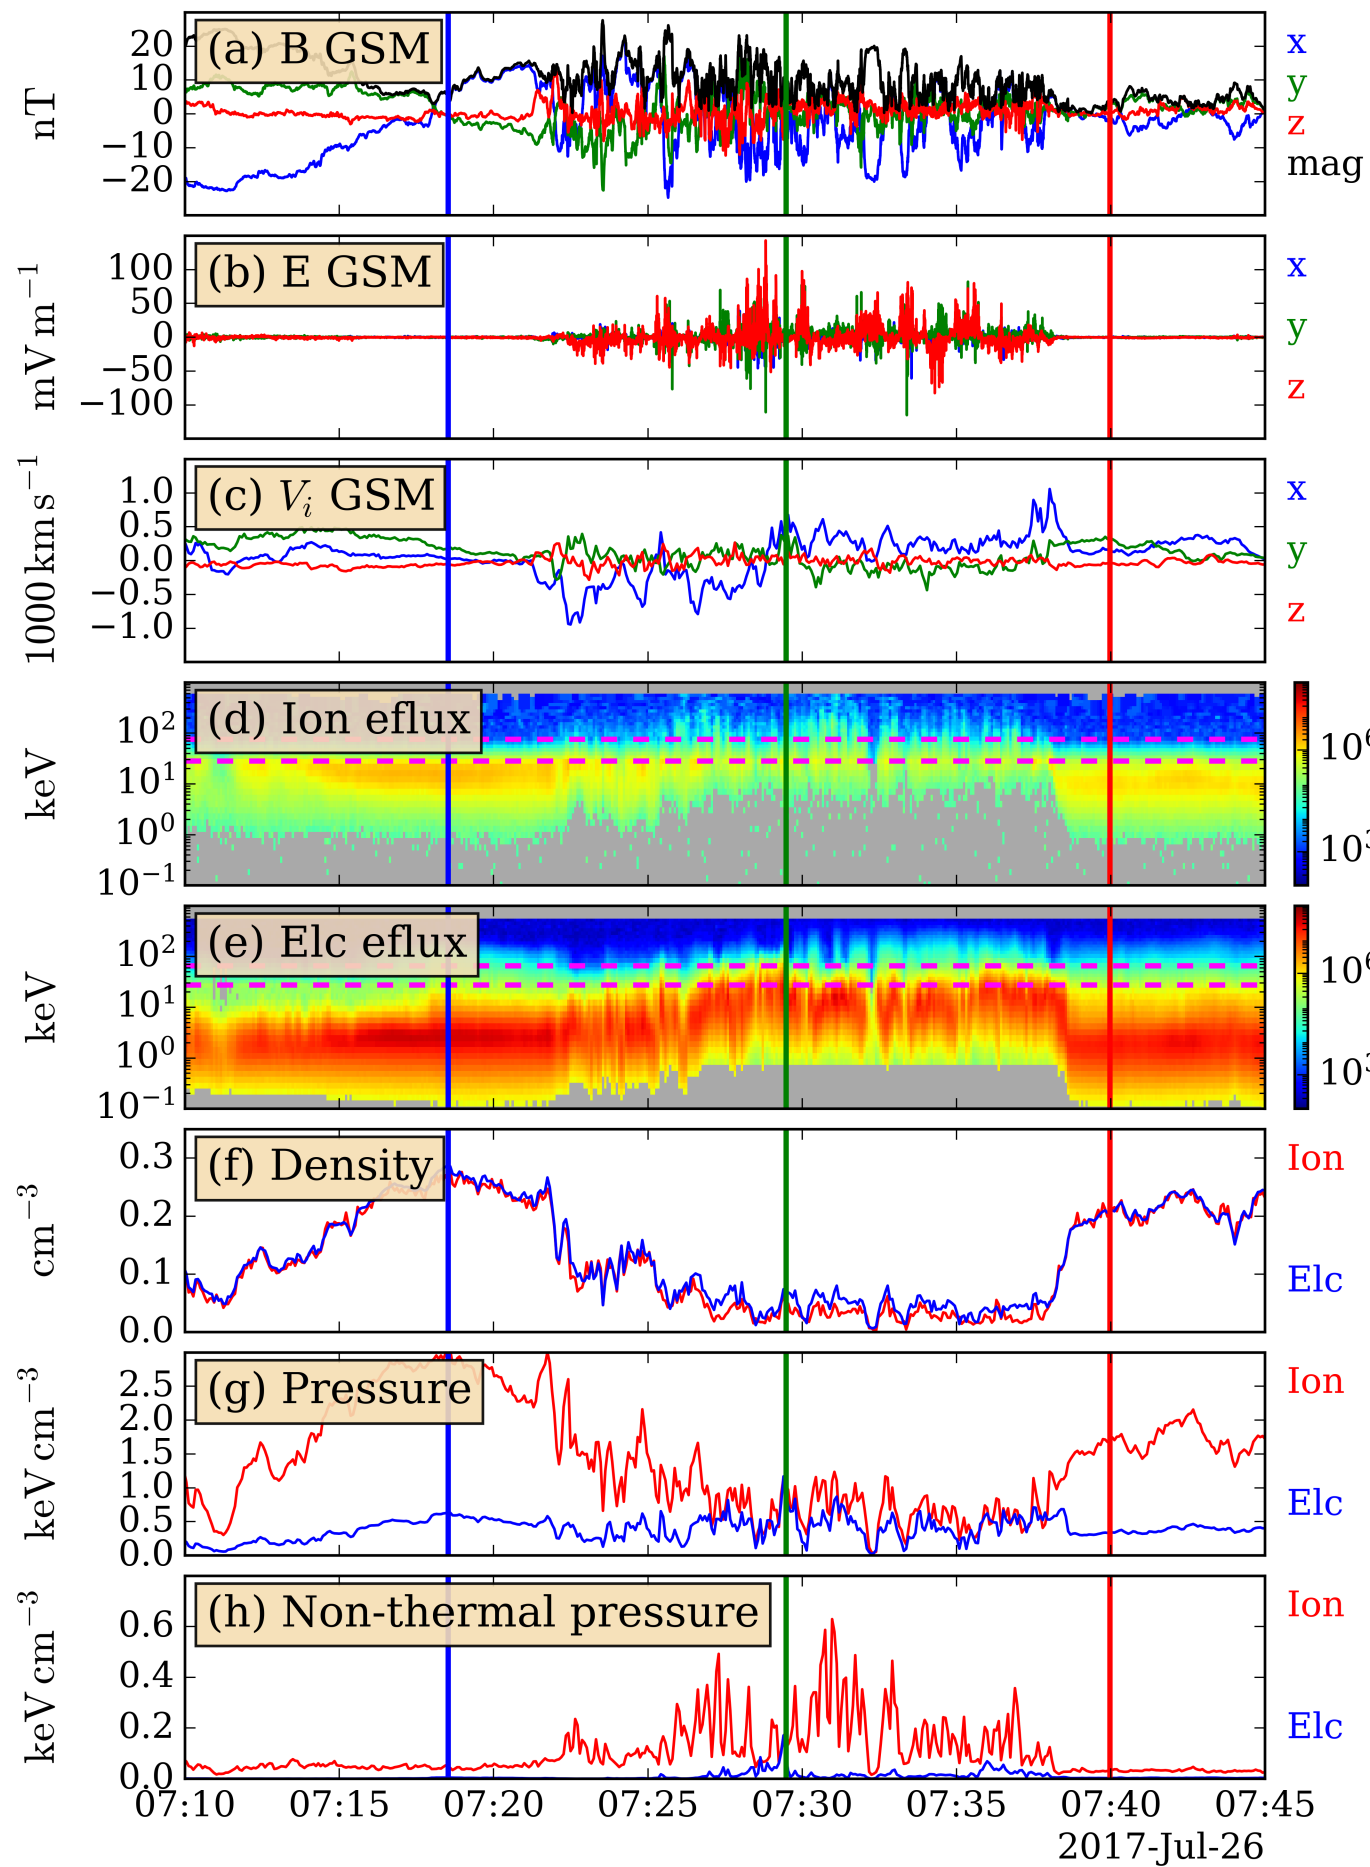 (a) B GSM
nT
20
10
0
−10
−20
x
y
z
mag
(b) E GSM
mV m⁻¹
100
50
0
−50
−100
x
y
z
(c) Vᵢ GSM
1000 km s⁻¹
1.0
0.5
0.0
−0.5
−1.0
x
y
z
(d) Ion eflux
keV
10²
10¹
10⁰
10⁻¹
10⁶
10³
(e) Elc eflux
keV
10²
10¹
10⁰
10⁻¹
10⁶
10³
(f) Density
cm⁻³
0.3
0.2
0.1
0.0
Ion
Elc
(g) Pressure
keV cm⁻³
2.5
2.0
1.5
1.0
0.5
0.0
Ion
Elc
(h) Non-thermal pressure
keV cm⁻³
0.6
0.4
0.2
0.0
Ion
Elc
07:10 07:15 07:20 07:25 07:30 07:35 07:40 07:45
2017-Jul-26